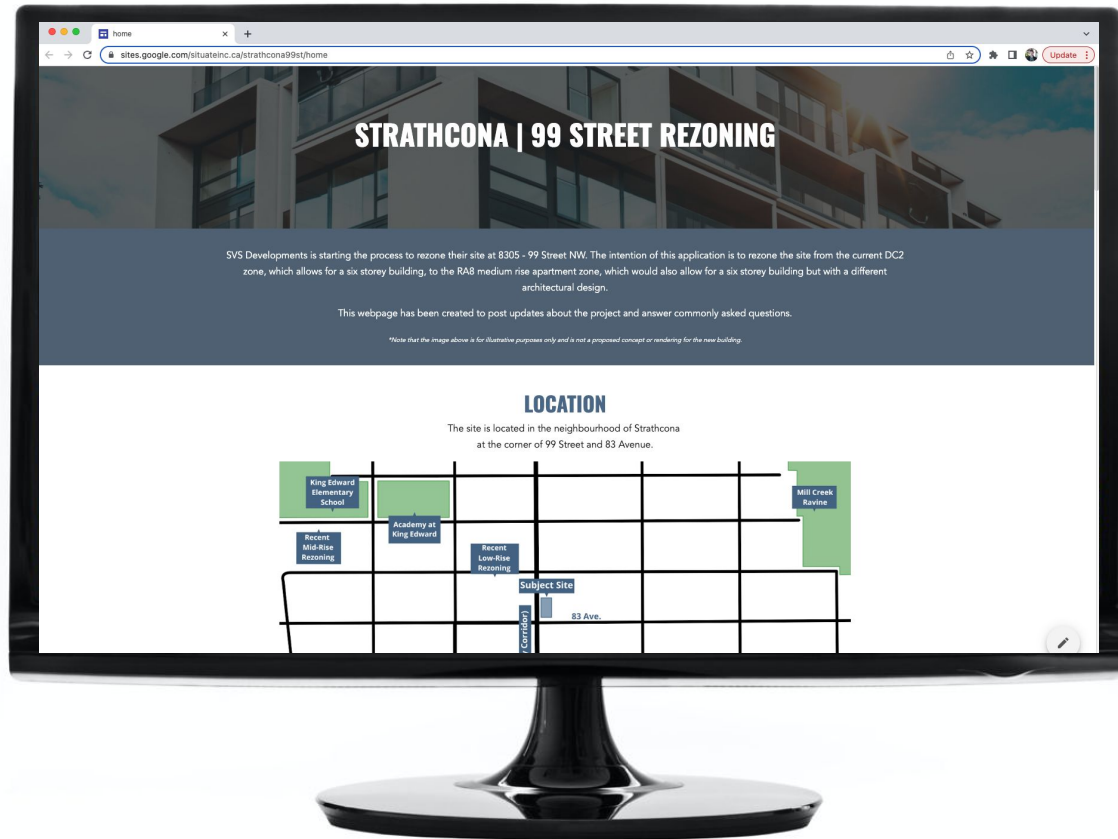 home
sites.google.com/situateinc.ca/strathcona99st/home
Update
STRATHCONA | 99 STREET REZONING
SVS Developments is starting the process to rezone their site at 8305 - 99 Street NW. The intention of this application is to rezone the site from the current DC2
zone, which allows for a six storey building, to the RA8 medium rise apartment zone, which would also allow for a six storey building but with a different
architectural design.
This webpage has been created to post updates about the project and answer commonly asked questions.
*Note that the image above is for illustrative purposes only and is not a proposed concept or rendering for the new building.
LOCATION
The site is located in the neighbourhood of Strathcona
at the corner of 99 Street and 83 Avenue.
King Edward
Elementary
School
Academy at
King Edward
Mill Creek
Ravine
Recent
Mid-Rise
Rezoning
Recent
Low-Rise
Rezoning
Subject Site
83 Ave.
Corridor)